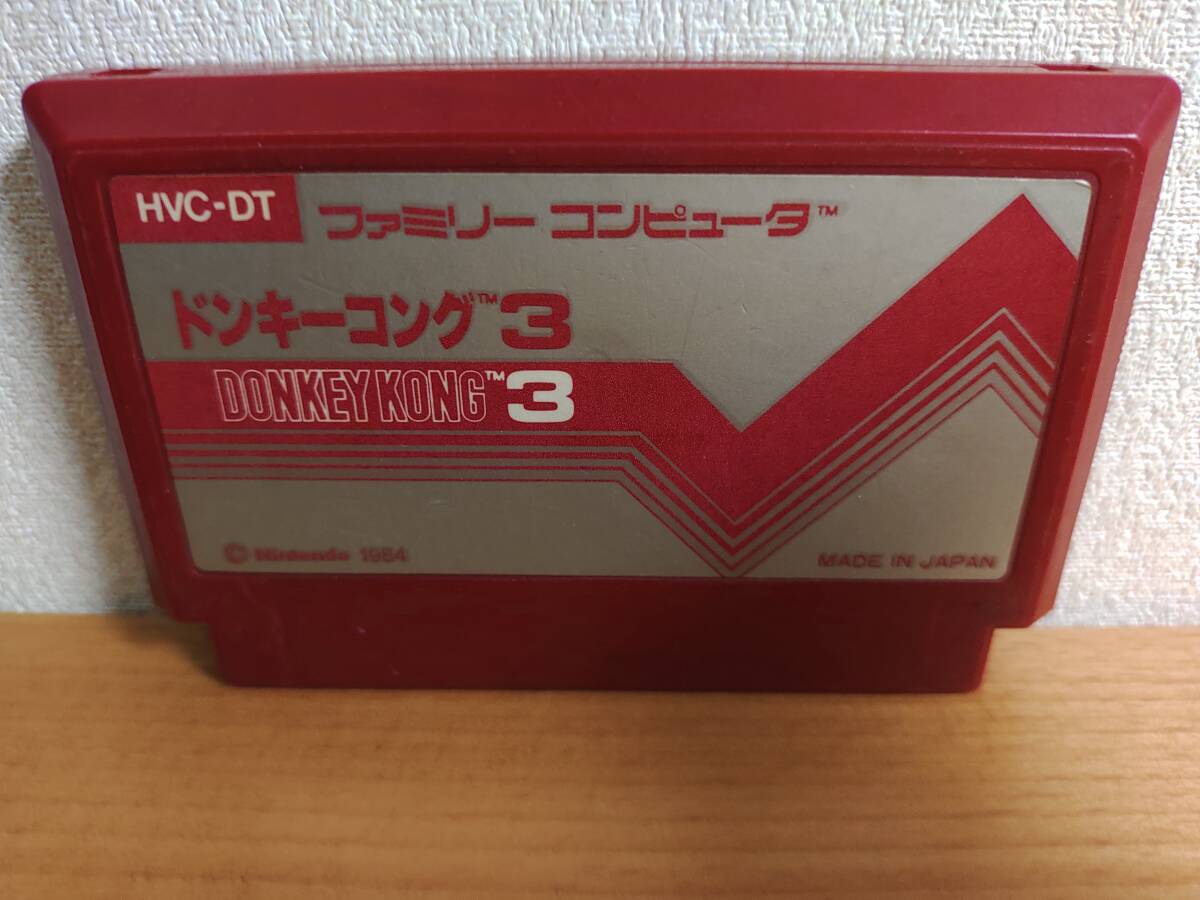 HVC-DT
ファミリー コンピュータ™
ドンキーコング™3
DONKEY KONG™3
© Nintendo 1984
MADE IN JAPAN